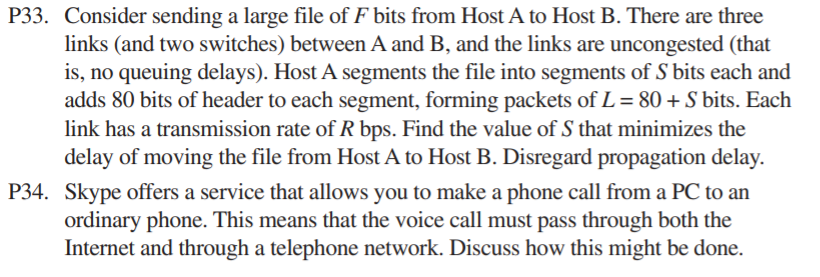 P33. Consider sending a large file of F bits from Host A to Host B. There are three
links (and two switches) between A and B, and the links are uncongested (that
is, no queuing delays). Host A segments the file into segments of S bits each and
adds 80 bits of header to each segment, forming packets of L = 80 + S bits. Each
link has a transmission rate of R bps. Find the value of S that minimizes the
delay of moving the file from Host A to Host B. Disregard propagation delay.
P34. Skype offers a service that allows you to make a phone call from a PC to an
ordinary phone. This means that the voice call must pass through both the
Internet and through a telephone network. Discuss how this might be done.